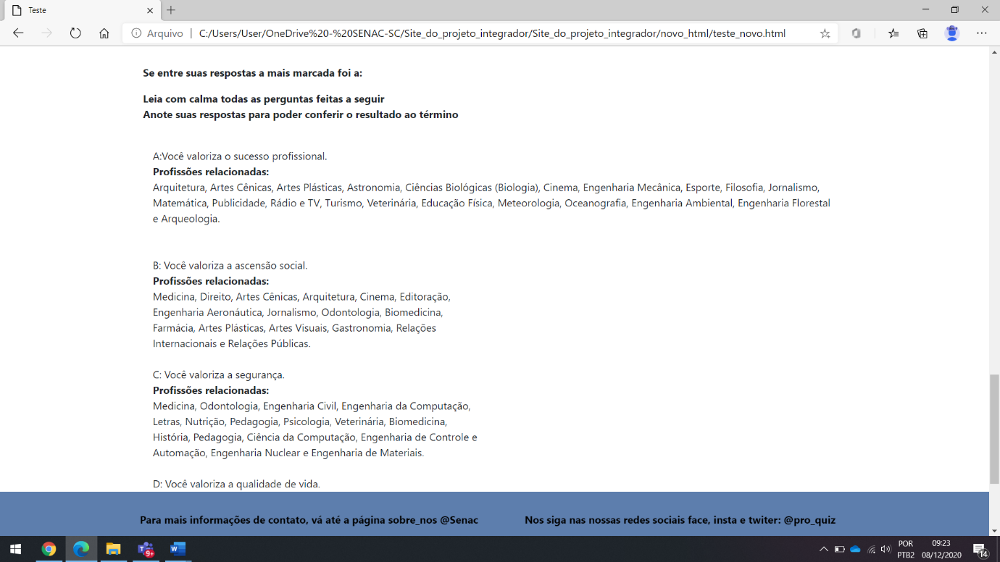 Teste
Arquivo
C:/Users/User/OneDrive%20-%20SENAC-SC/Site_do_projeto_integrador/Site_do_projeto_integrador/novo_html/teste_novo.html
Se entre suas respostas a mais marcada foi a:
Leia com calma todas as perguntas feitas a seguir
Anote suas respostas para poder conferir o resultado ao término
A:Você valoriza o sucesso profissional.
Profissões relacionadas:
Arquitetura, Artes Cênicas, Artes Plásticas, Astronomia, Ciências Biológicas (Biologia), Cinema, Engenharia Mecânica, Esporte, Filosofia, Jornalismo,
Matemática, Publicidade, Rádio e TV, Turismo, Veterinária, Educação Física, Meteorologia, Oceanografia, Engenharia Ambiental, Engenharia Florestal
e Arqueologia.
B: Você valoriza a ascensão social.
Profissões relacionadas:
Medicina, Direito, Artes Cênicas, Arquitetura, Cinema, Editoração,
Engenharia Aeronáutica, Jornalismo, Odontologia, Biomedicina,
Farmácia, Artes Plásticas, Artes Visuais, Gastronomia, Relações
Internacionais e Relações Públicas.
C: Você valoriza a segurança.
Profissões relacionadas:
Medicina, Odontologia, Engenharia Civil, Engenharia da Computação,
Letras, Nutrição, Pedagogia, Psicologia, Veterinária, Biomedicina,
História, Pedagogia, Ciência da Computação, Engenharia de Controle e
Automação, Engenharia Nuclear e Engenharia de Materiais.
D: Você valoriza a qualidade de vida.
Para mais informações de contato, vá até a página sobre_nos @Senac
Nos siga nas nossas redes sociais face, insta e twiter: @pro_quiz
9+
POR
PTB2
09:23
08/12/2020
14